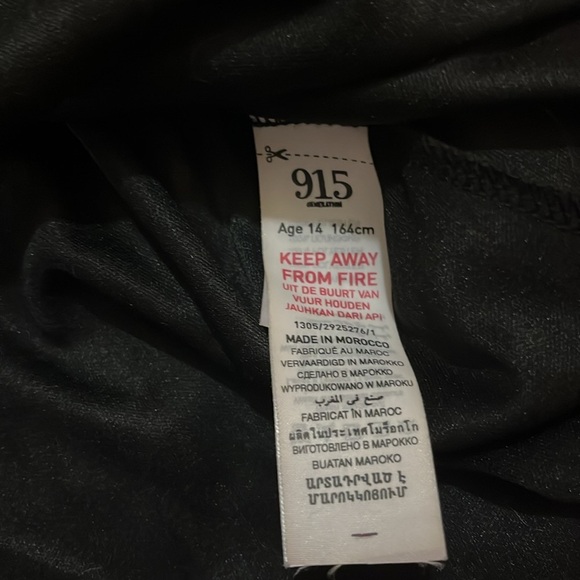 915
GENERATION
Age 14 164cm
KEEP AWAY
FROM FIRE
UIT DE BUURT VAN
VUUR HOUDEN
JAUHKAN DARI API
1305/2925276/1
MADE IN MOROCCO
FABRIQUÉ AU MAROC
VERVAARDIGD IN MAROKKO
СДЕЛАНО В МАРОККО
WYPRODUKOWANO W MAROKU
صنع في المغرب
FABRICAT ÎN MAROC
ผลิตในประเทศโมร็อกโก
ВИГОТОВЛЕНО В МАРОККО
BUATAN MAROKO
ԱՐՏԱԴՐՎԱԾ Է
ՄԱՐՈԿԿՈՅՈՒՄ